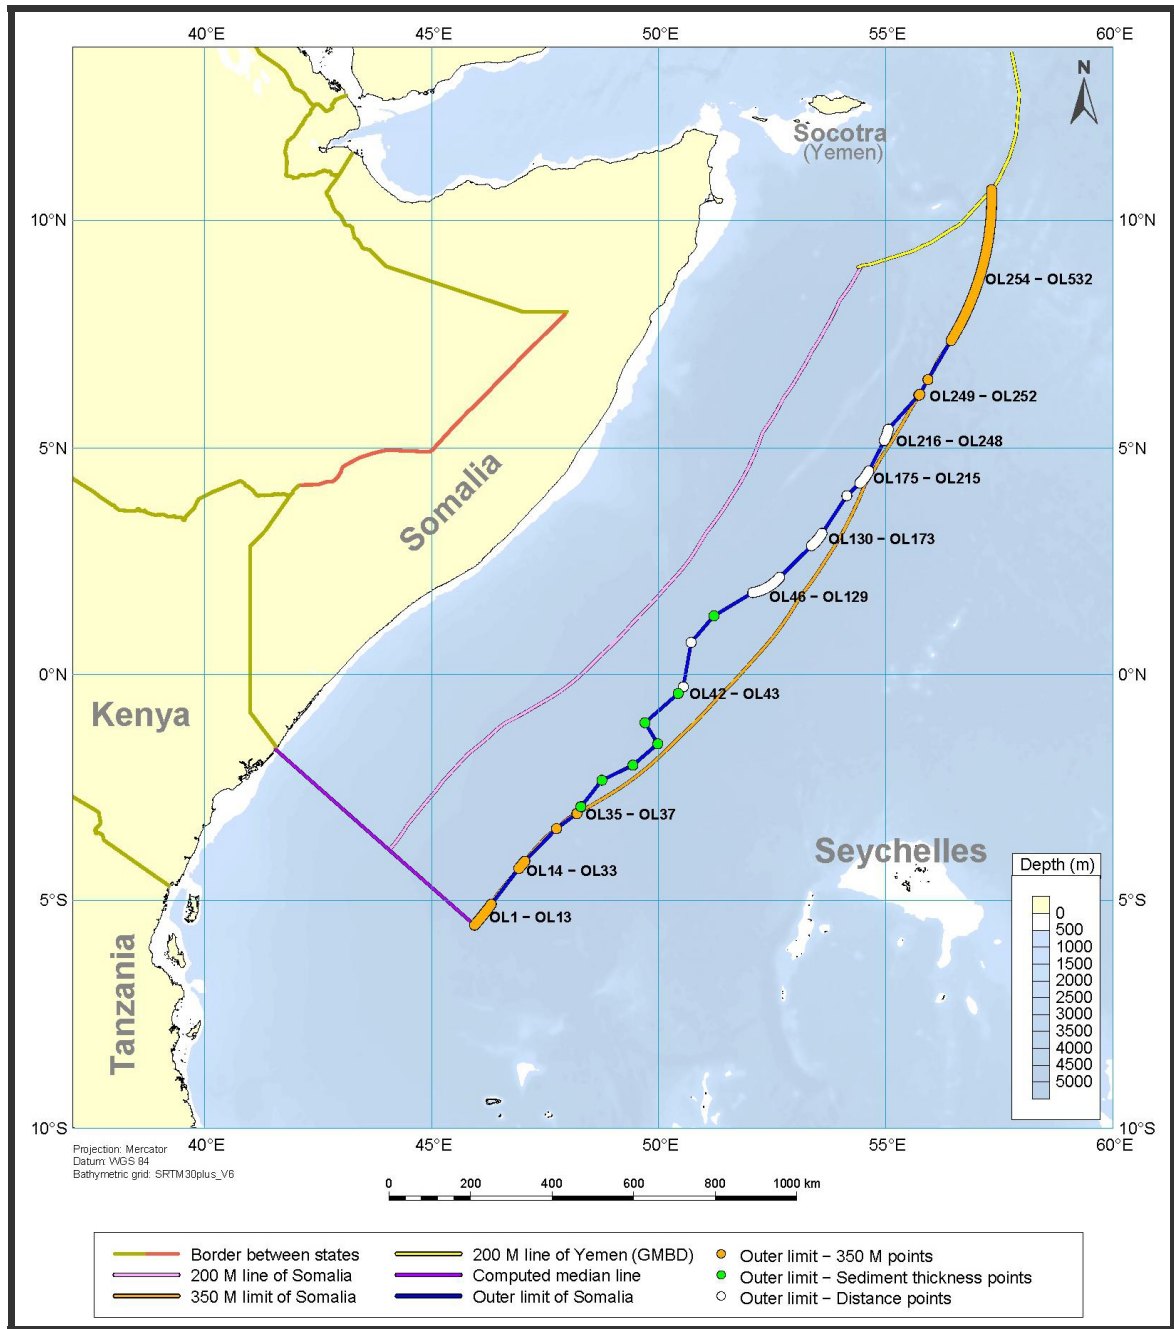 40°E 45°E 50°E 55°E 60°E
N
Socotra
(Yemen)
10°N 10°N
OL254 – OL532
OL249 – OL252
OL216 – OL248
5°N 5°N
OL175 – OL215
Somalia
OL130 – OL173
OL46 – OL129
0°N 0°N
OL42 – OL43
Kenya
OL35 – OL37
Seychelles
OL14 – OL33
5°S 5°S
OL1 – OL13
Tanzania
Depth (m)
0
500
1000
1500
2000
2500
3000
3500
4000
4500
5000
10°S 10°S
40°E 45°E 50°E 55°E 60°E
Projection: Mercator
Datum: WGS 84
Bathymetric grid: SRTM30plus_V6
0 200 400 600 800 1000 km
Border between states
200 M line of Somalia
350 M limit of Somalia
200 M line of Yemen (GMBD)
Computed median line
Outer limit of Somalia
Outer limit – 350 M points
Outer limit – Sediment thickness points
Outer limit – Distance points